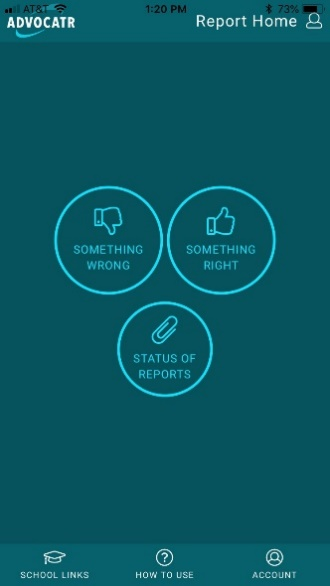 AT&T 1:20 PM 73%
ADVOCATR Report Home
SOMETHING
WRONG
SOMETHING
RIGHT
STATUS OF
REPORTS
SCHOOL LINKS HOW TO USE ACCOUNT